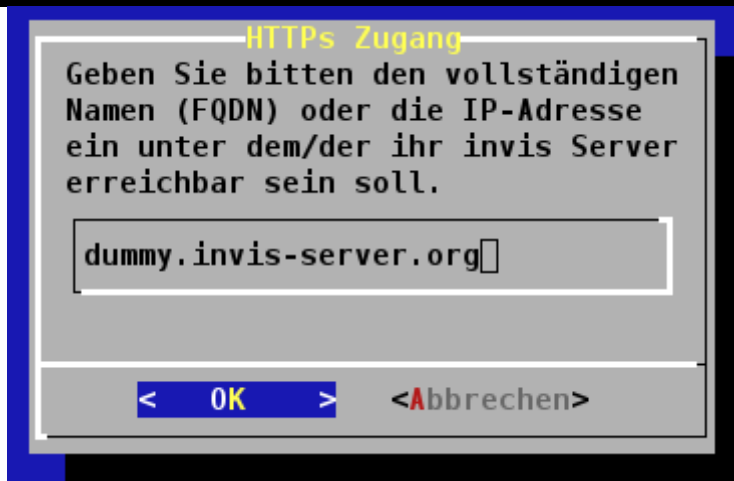 HTTPs Zugang
Geben Sie bitten den vollständigen
Namen (FQDN) oder die IP-Adresse
ein unter dem/der ihr invis Server
erreichbar sein soll.
dummy.invis-server.org
< OK > <Abbrechen>